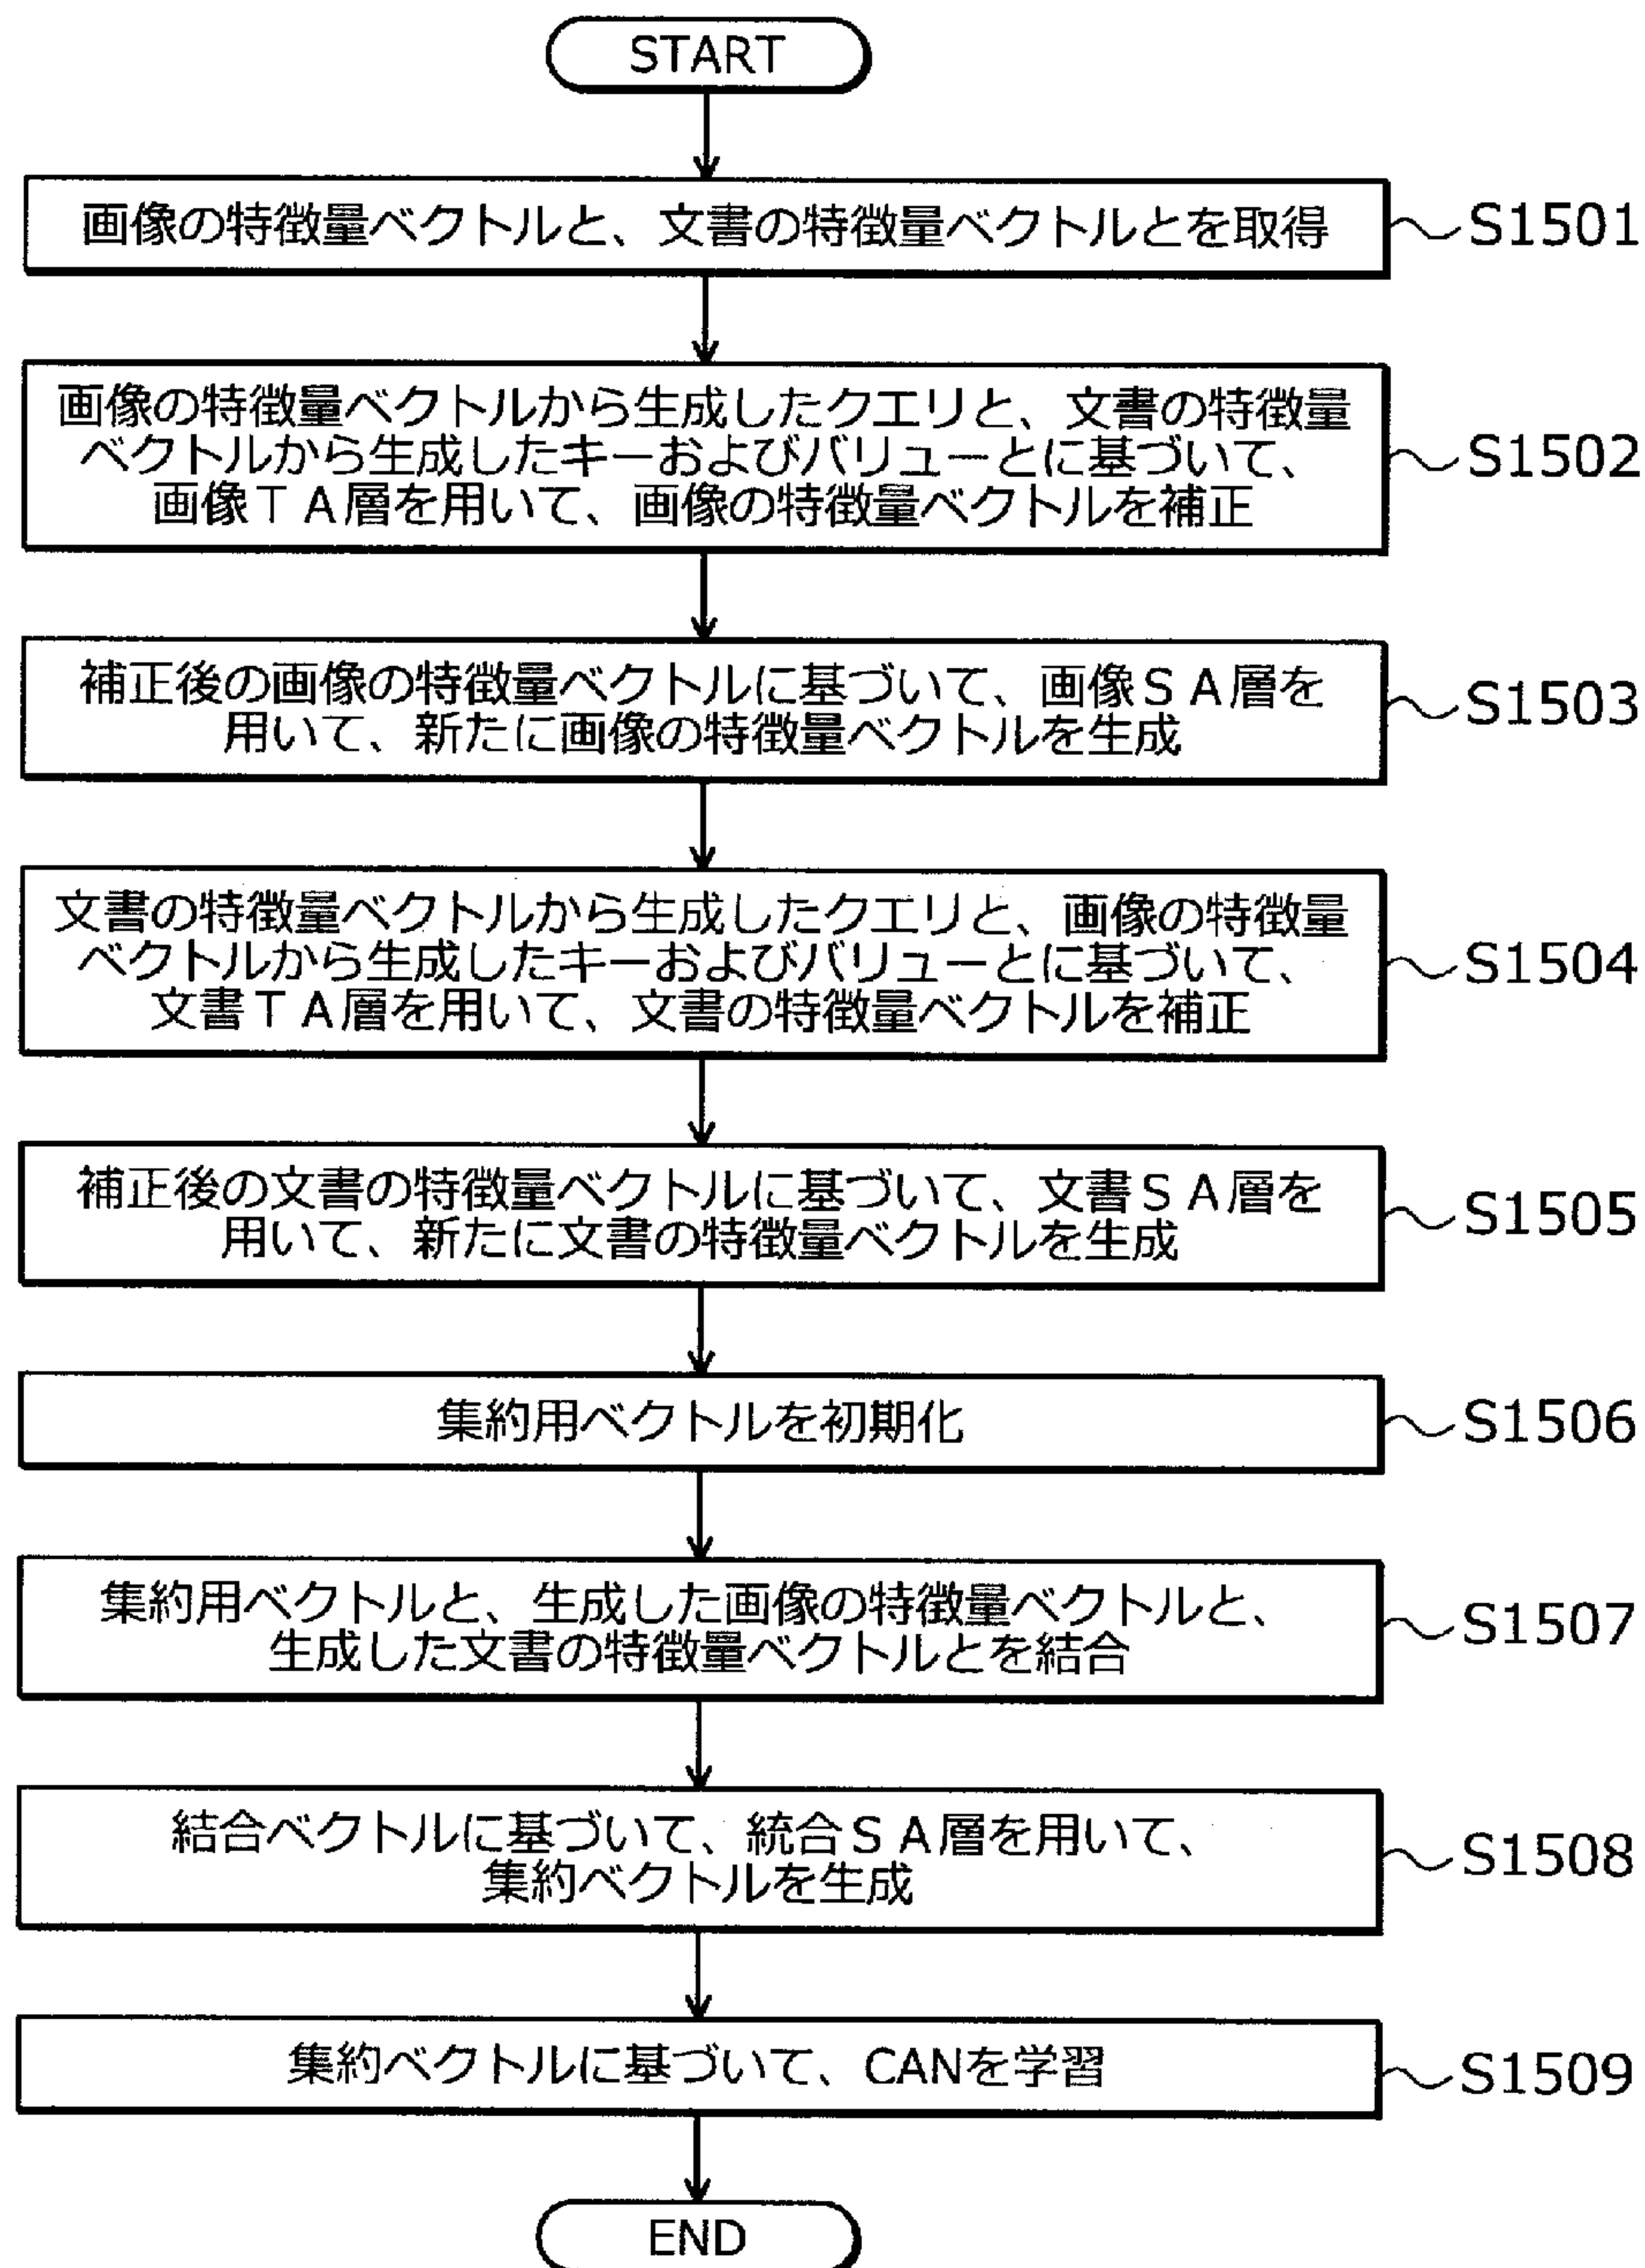 START
画像の特徴量ベクトルと、文書の特徴量ベクトルとを取得
S1501
画像の特徴量ベクトルから生成したクエリと、文書の特徴量
ベクトルから生成したキーおよびバリューとに基づいて、
画像ＴＡ層を用いて、画像の特徴量ベクトルを補正
S1502
補正後の画像の特徴量ベクトルに基づいて、画像ＳＡ層を
用いて、新たに画像の特徴量ベクトルを生成
S1503
文書の特徴量ベクトルから生成したクエリと、画像の特徴量
ベクトルから生成したキーおよびバリューとに基づいて、
文書ＴＡ層を用いて、文書の特徴量ベクトルを補正
S1504
補正後の文書の特徴量ベクトルに基づいて、文書ＳＡ層を
用いて、新たに文書の特徴量ベクトルを生成
S1505
集約用ベクトルを初期化
S1506
集約用ベクトルと、生成した画像の特徴量ベクトルと、
生成した文書の特徴量ベクトルとを結合
S1507
結合ベクトルに基づいて、統合ＳＡ層を用いて、
集約ベクトルを生成
S1508
集約ベクトルに基づいて、CANを学習
S1509
END